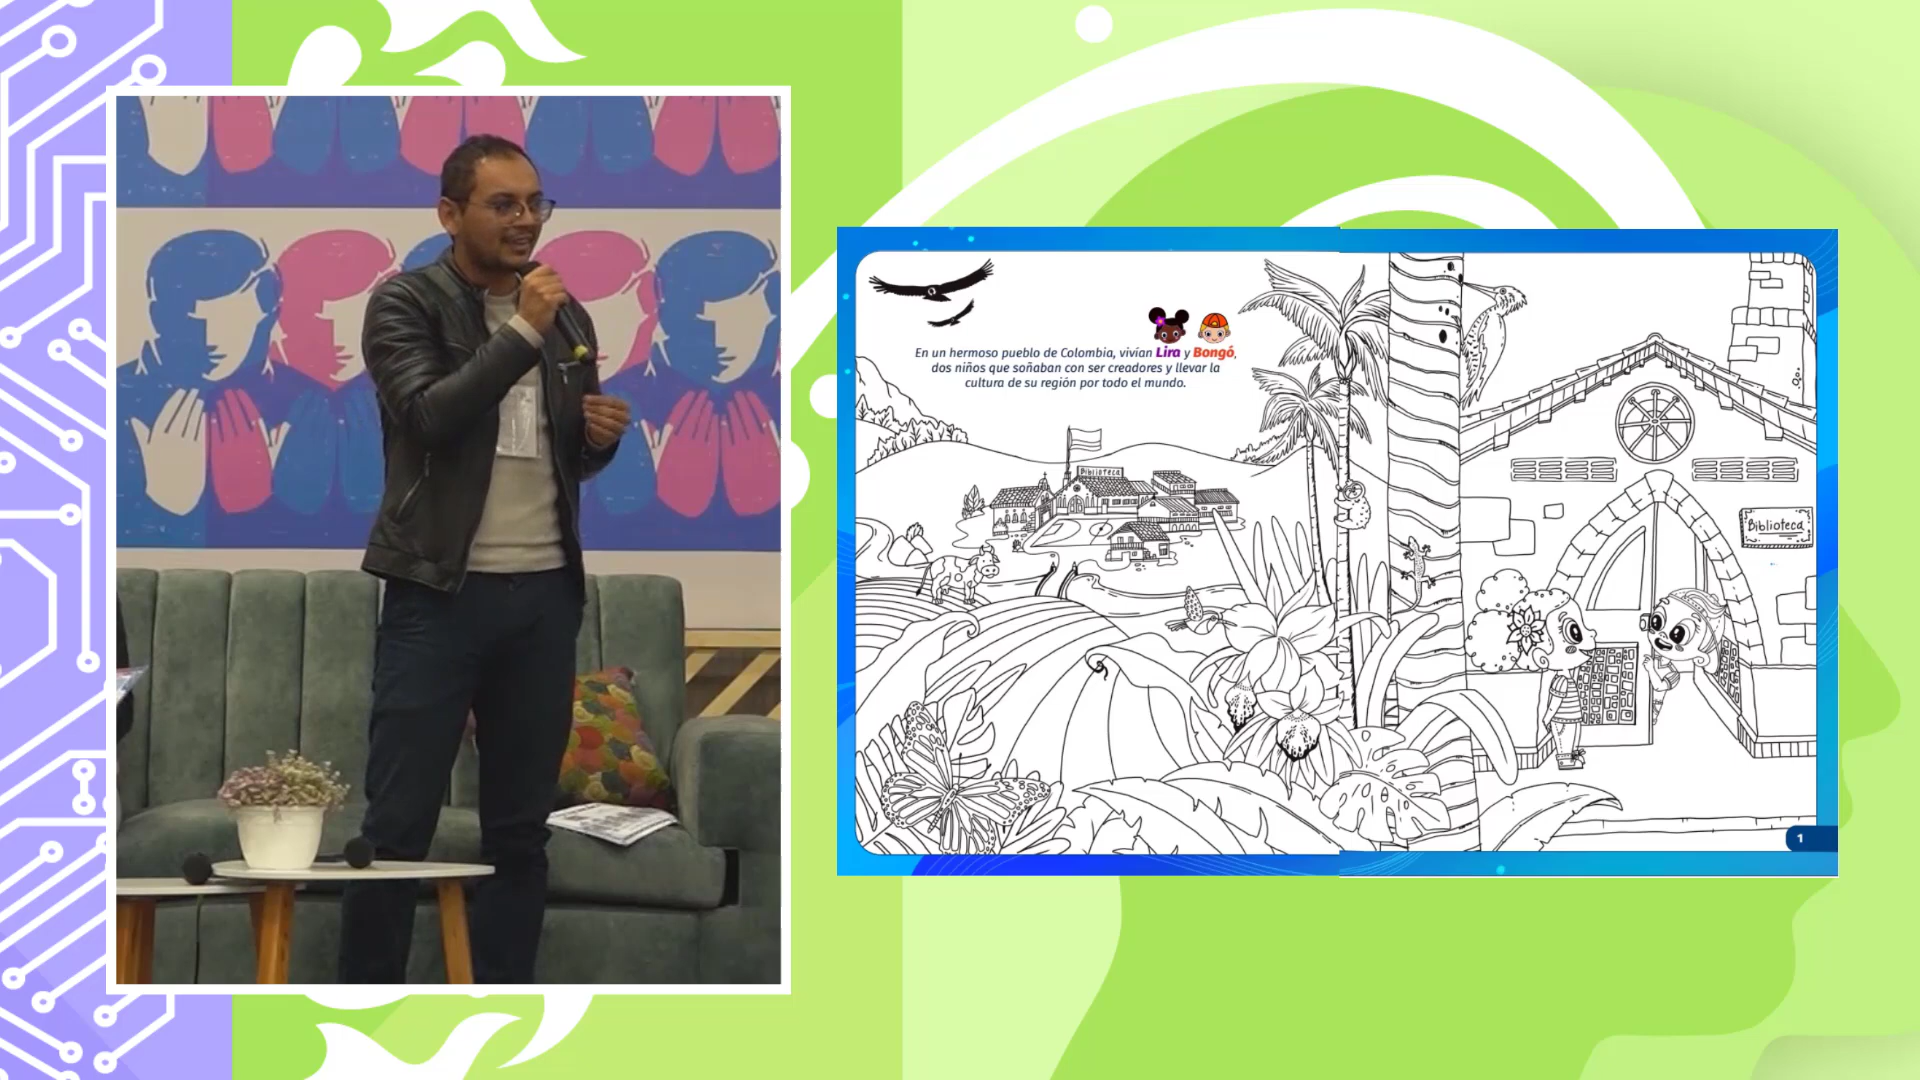 En un hermoso pueblo de Colombia, vivían Lira y Bongó,
dos niños que soñaban con ser creadores y llevar la
cultura de su región por todo el mundo.
Biblioteca
Biblioteca
1